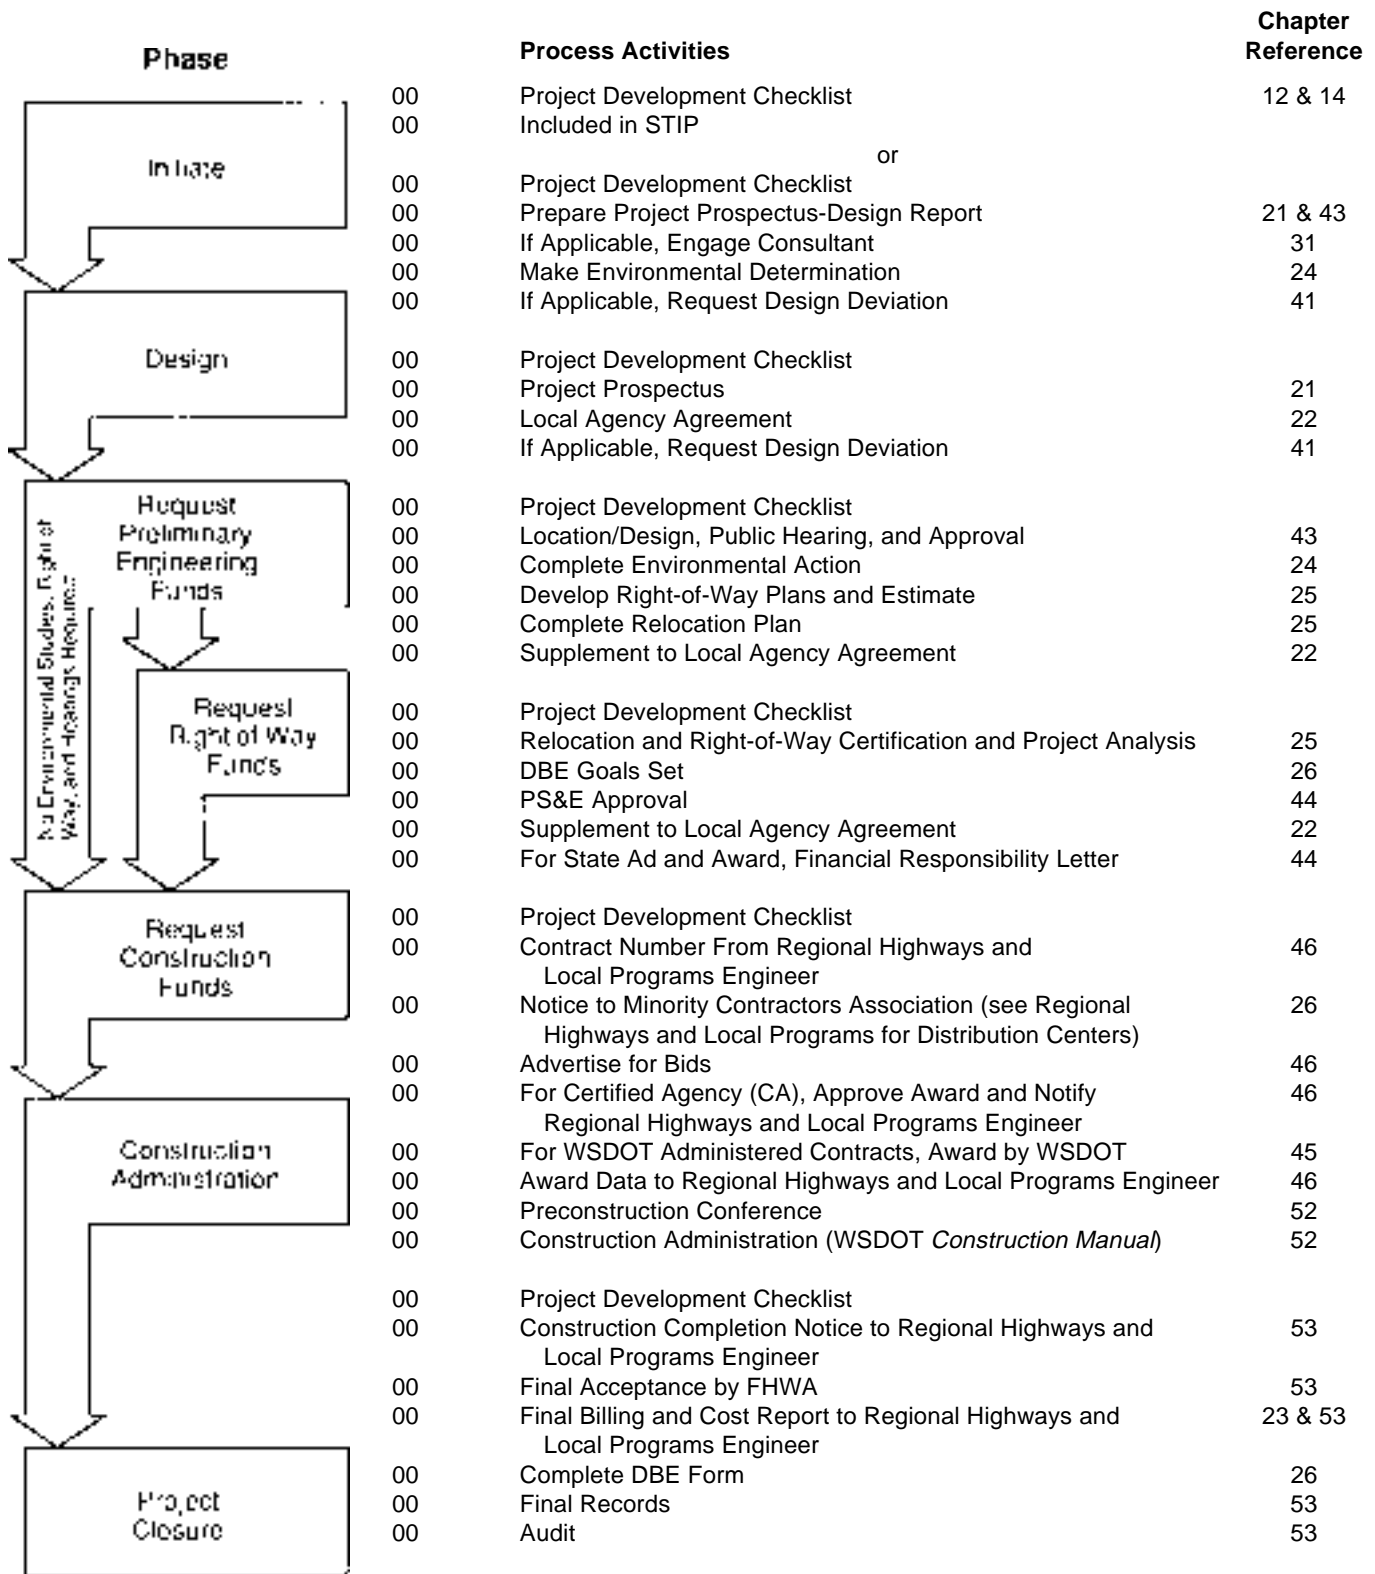 Phase
Process Activities
Chapter
Reference
Initiate
00 Project Development Checklist 12 & 14
00 Included in STIP
or
00 Project Development Checklist
00 Prepare Project Prospectus-Design Report 21 & 43
00 If Applicable, Engage Consultant 31
00 Make Environmental Determination 24
00 If Applicable, Request Design Deviation 41
Design
00 Project Development Checklist
00 Project Prospectus 21
00 Local Agency Agreement 22
00 If Applicable, Request Design Deviation 41
Request
Preliminary
Engineering
Funds
No Environmental Studies, Right of
Way, and Hearings Required
00 Project Development Checklist
00 Location/Design, Public Hearing, and Approval 43
00 Complete Environmental Action 24
00 Develop Right-of-Way Plans and Estimate 25
00 Complete Relocation Plan 25
00 Supplement to Local Agency Agreement 22
Request
Right of Way
Funds
00 Project Development Checklist
00 Relocation and Right-of-Way Certification and Project Analysis 25
00 DBE Goals Set 26
00 PS&E Approval 44
00 Supplement to Local Agency Agreement 22
00 For State Ad and Award, Financial Responsibility Letter 44
Request
Construction
Funds
00 Project Development Checklist
00 Contract Number From Regional Highways and 46
Local Programs Engineer
00 Notice to Minority Contractors Association (see Regional 26
Highways and Local Programs for Distribution Centers)
00 Advertise for Bids 46
00 For Certified Agency (CA), Approve Award and Notify 46
Regional Highways and Local Programs Engineer
Construction
Administration
00 For WSDOT Administered Contracts, Award by WSDOT 45
00 Award Data to Regional Highways and Local Programs Engineer 46
00 Preconstruction Conference 52
00 Construction Administration (WSDOT Construction Manual) 52
00 Project Development Checklist
00 Construction Completion Notice to Regional Highways and 53
Local Programs Engineer
00 Final Acceptance by FHWA 53
00 Final Billing and Cost Report to Regional Highways and 23 & 53
Local Programs Engineer
Project
Closure
00 Complete DBE Form 26
00 Final Records 53
00 Audit 53